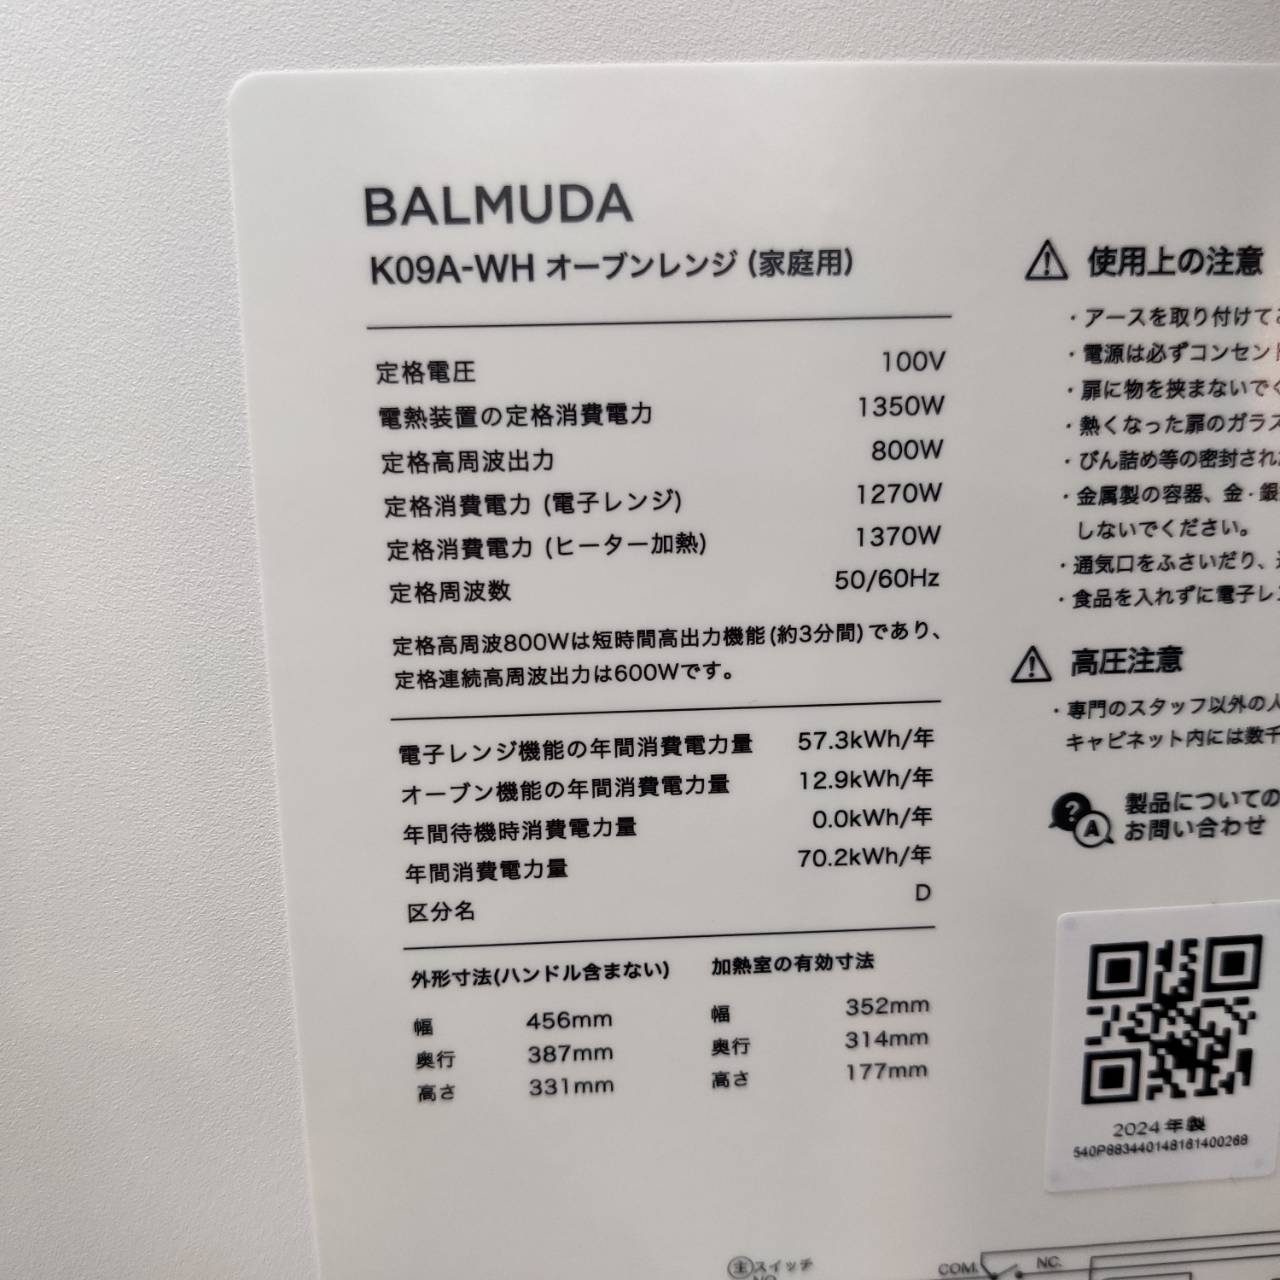 BALMUDA
K09A-WH オーブンレンジ (家庭用)
定格電圧 100V
電熱装置の定格消費電力 1350W
定格高周波出力 800W
定格消費電力 (電子レンジ) 1270W
定格消費電力 (ヒーター加熱) 1370W
定格周波数 50/60Hz
定格高周波800Wは短時間高出力機能(約3分間)であり、
定格連続高周波出力は600Wです。
電子レンジ機能の年間消費電力量 57.3kWh/年
オーブン機能の年間消費電力量 12.9kWh/年
年間待機時消費電力量 0.0kWh/年
年間消費電力量 70.2kWh/年
区分名 D
外形寸法(ハンドル含まない)
幅 456mm
奥行 387mm
高さ 331mm
加熱室の有効寸法
幅 352mm
奥行 314mm
高さ 177mm
使用上の注意
・アースを取り付けて
・電源は必ずコンセン
・扉に物を挟まないで
・熱くなった扉のガラス
・びん詰め等の密封され
・金属製の容器、金・銀
しないでください。
・通気口をふさいだり、
・食品を入れずに電子レ
高圧注意
・専門のスタッフ以外の人
キャビネット内には数千
? A 製品についての
お問い合わせ
2024年製
540P883440148161400268
主スイッチ
NO.
COM.
NC.